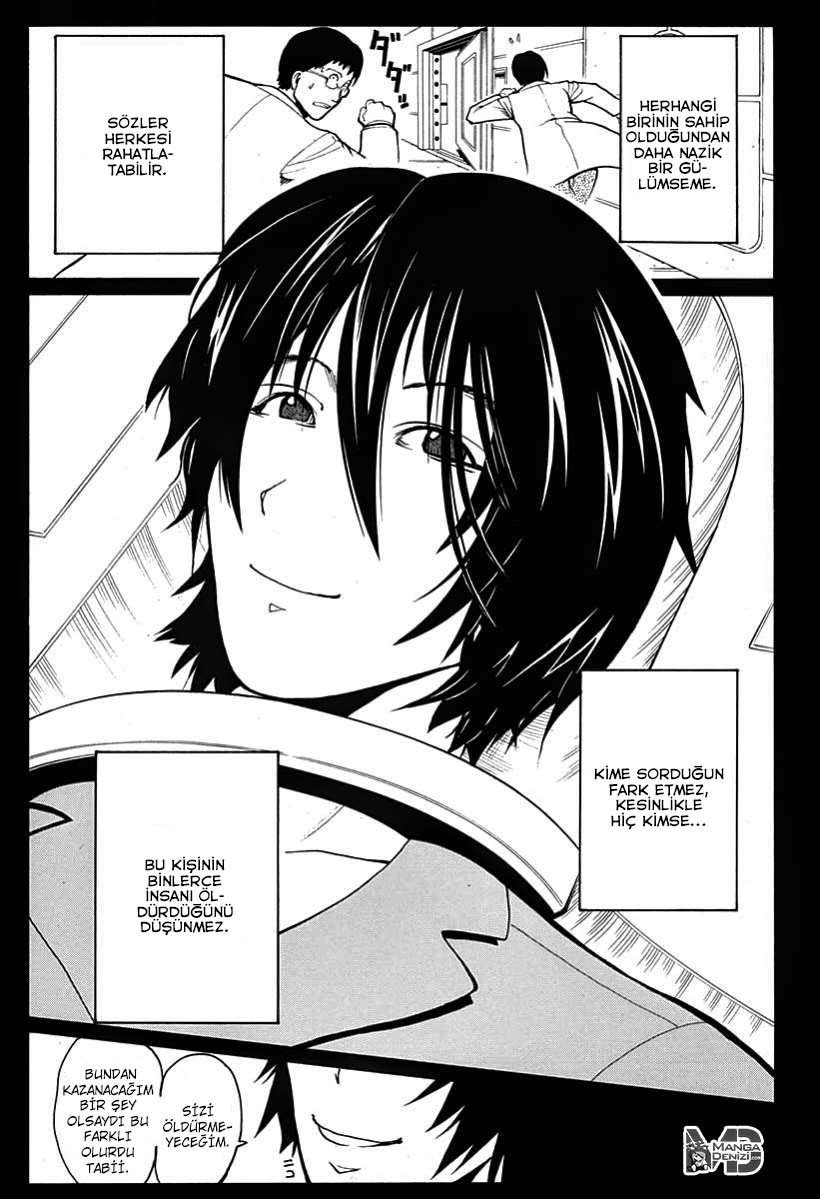 HERHANGİ
BİRİNİN SAHİP
OLDUĞUNDAN
DAHA NAZİK
BİR GÜ-
LÜMSEME.
ダダッ
SÖZLER
HERKESİ
RAHATLA-
TABİLİR.
KİME SORDUĞUN
FARK ETMEZ,
KESİNLİKLE
HİÇ KİMSE...
BU KİŞİNİN
BİNLERCE
İNSANI ÖL-
DÜRDÜĞÜNÜ
DÜŞÜNMEZ.
SİZİ
ÖLDÜRME-
YECEĞİM.
BUNDAN
KAZANACAĞIM
BİR ŞEY
OLSAYDI BU
FARKLI
OLURDU
TABİİ.
MANGA
DENİZİ
.com